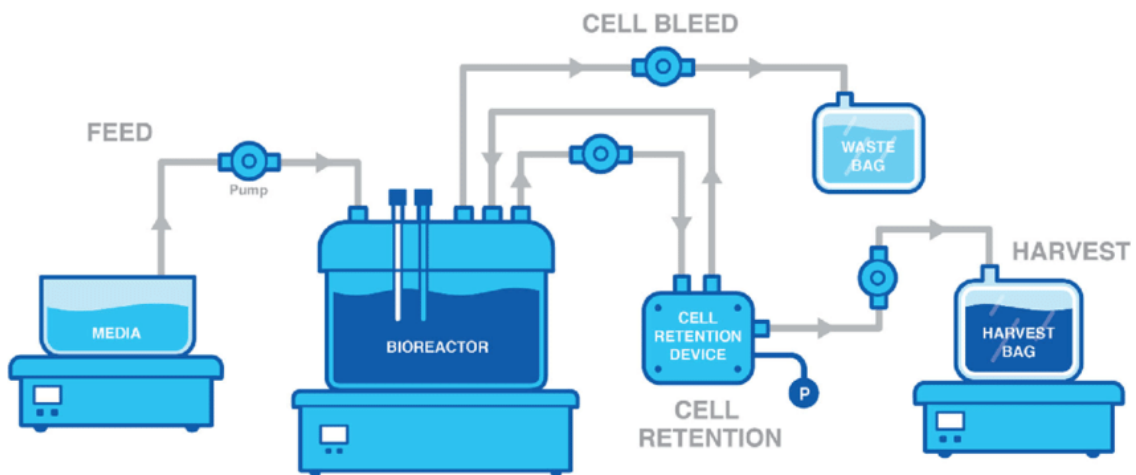 CELL BLEED
FEED
Pump
WASTE
BAG
HARVEST
MEDIA
BIOREACTOR
CELL
RETENTION
DEVICE
HARVEST
BAG
P
CELL
RETENTION